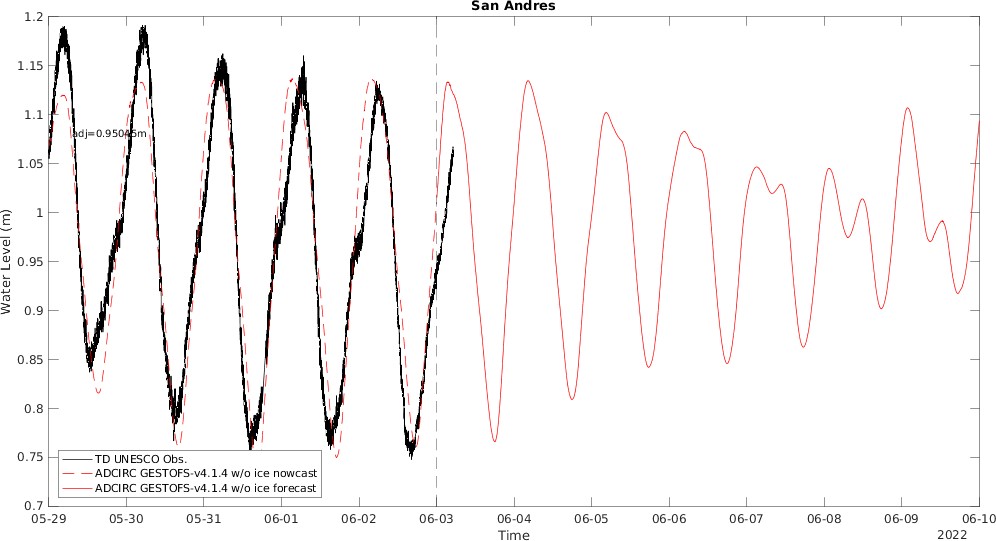 San Andres
1.2
1.15
1.1
adj=0.95045m
1.05
1
0.95
0.9
0.85
0.8
0.75
0.7
Water Level (m)
TD UNESCO Obs.
ADCIRC GESTOFS-v4.1.4 w/o ice nowcast
ADCIRC GESTOFS-v4.1.4 w/o ice forecast
05-29 05-30 05-31 06-01 06-02 06-03 06-04 06-05 06-06 06-07 06-08 06-09 06-10
Time
2022